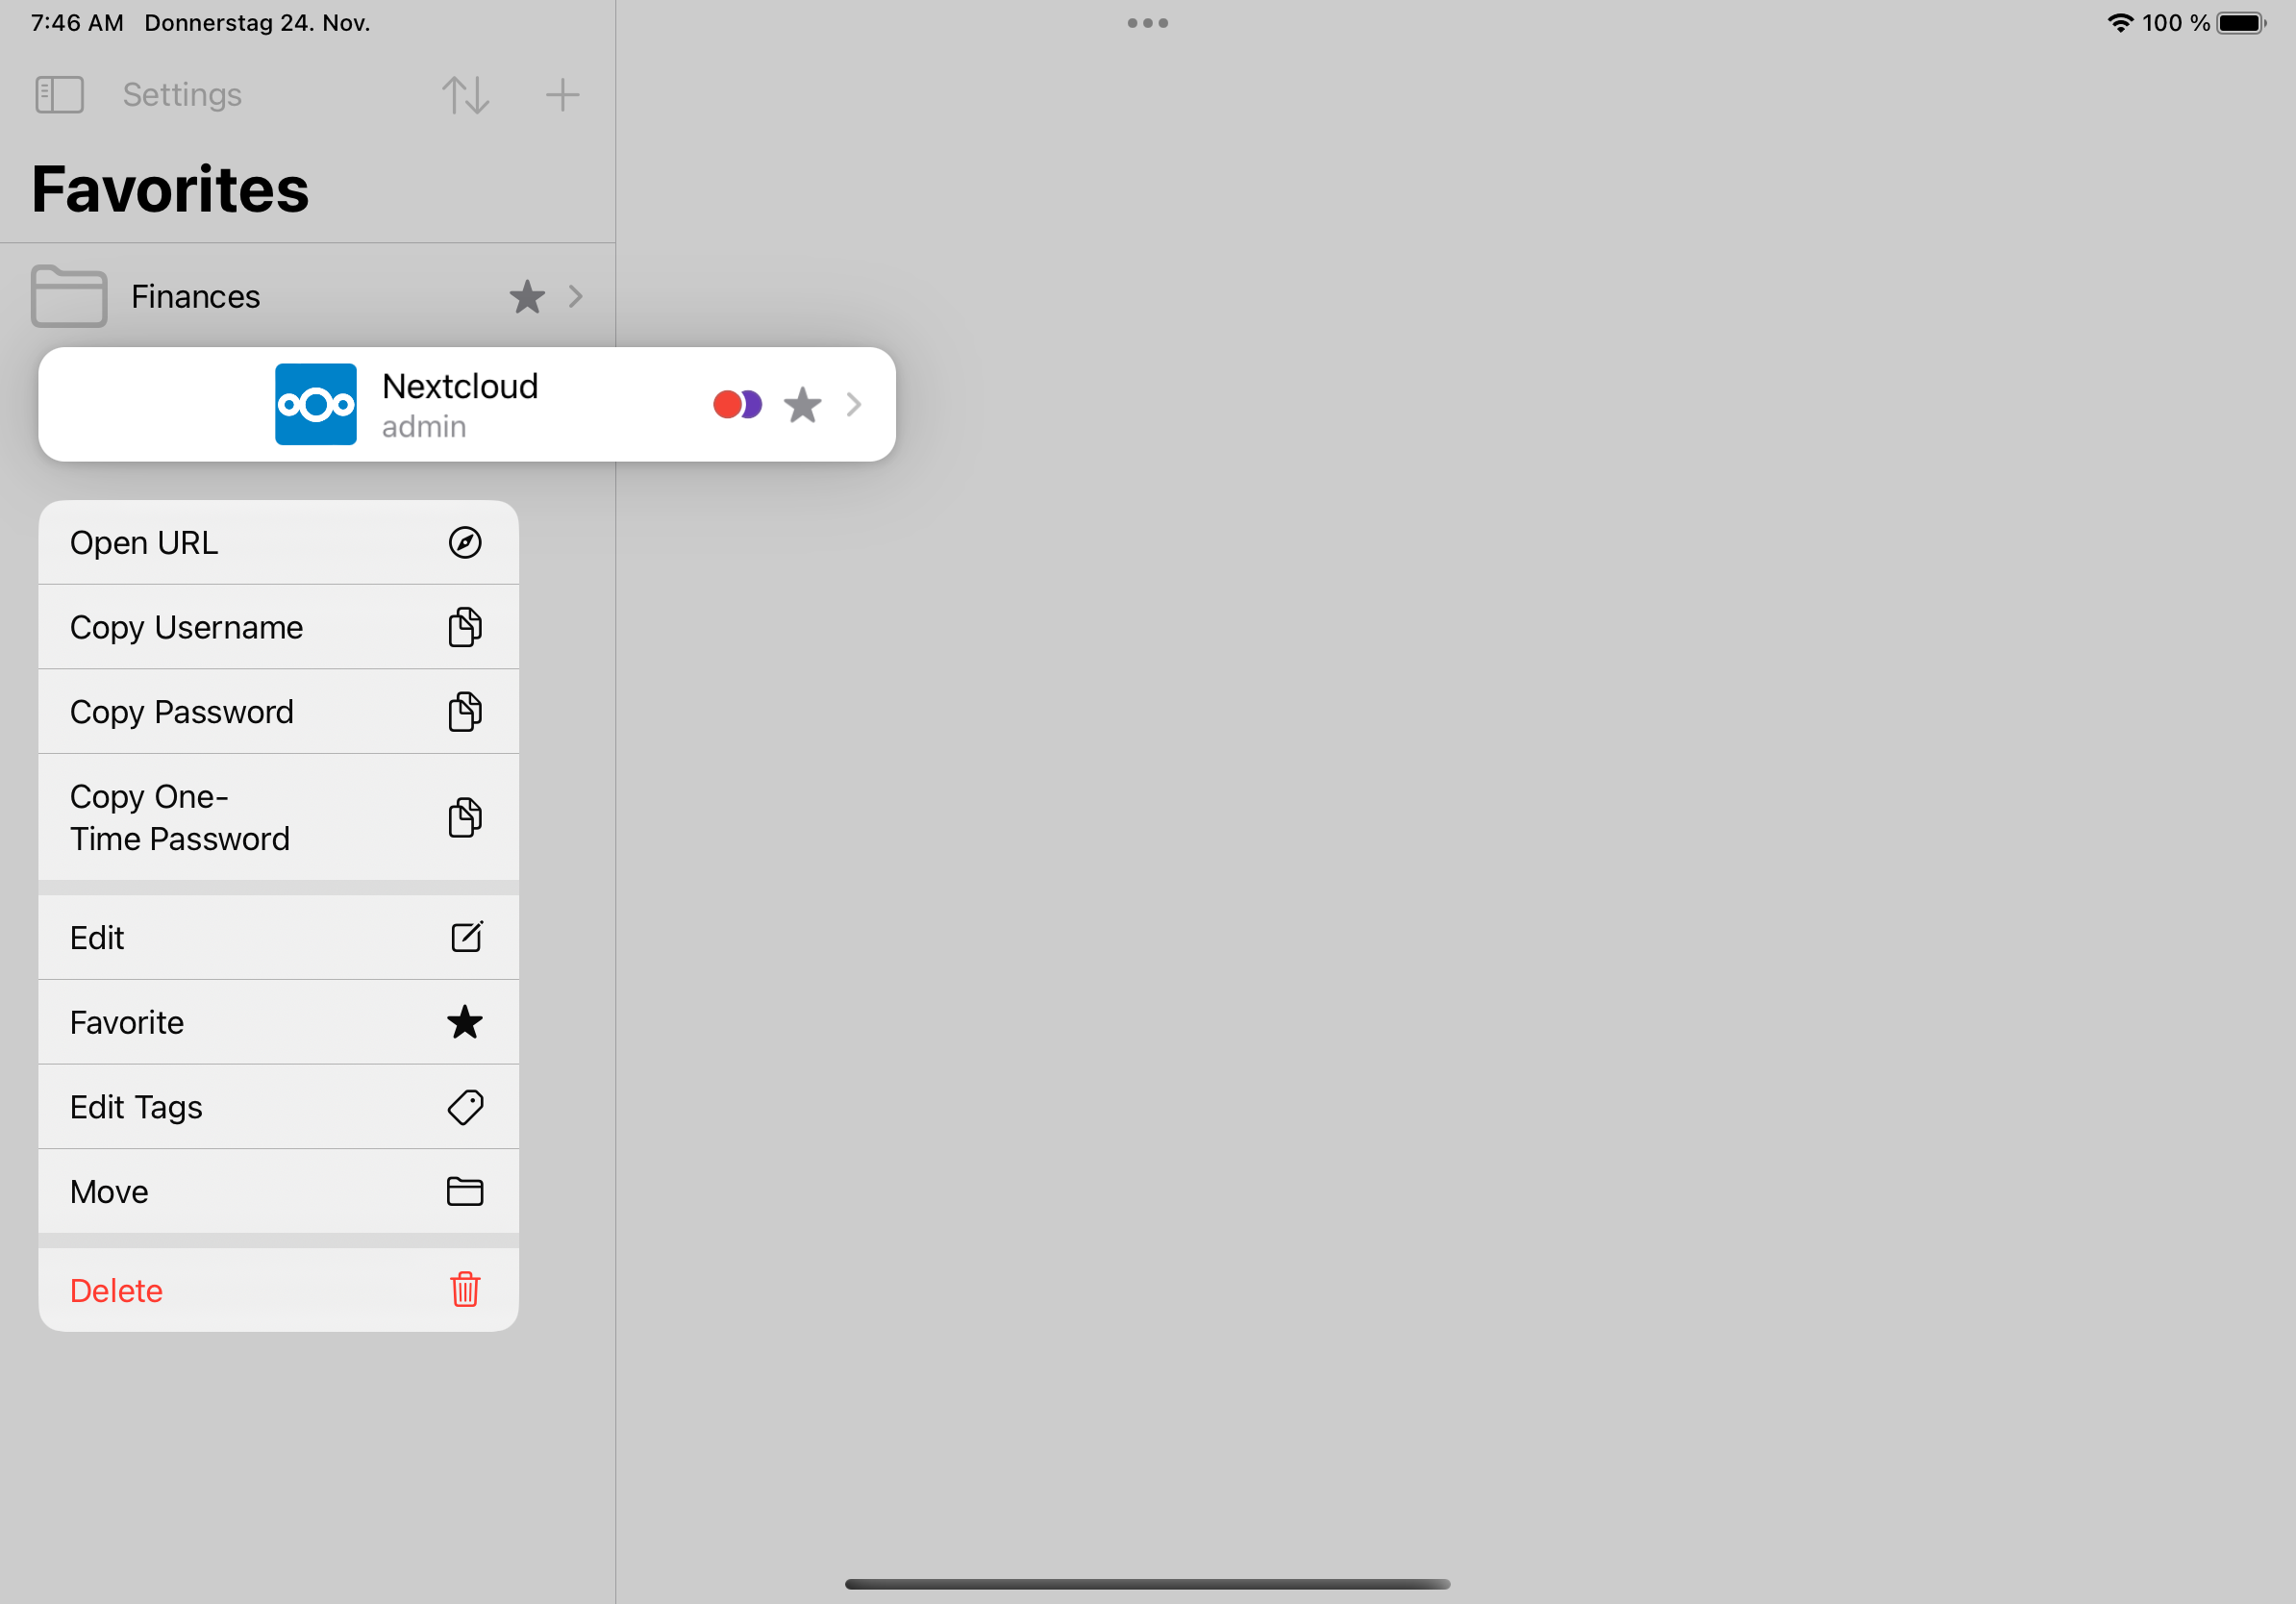 7:46 AM Donnerstag 24. Nov.
100 %
Settings
Favorites
Finances
Nextcloud
admin
Open URL
Copy Username
Copy Password
Copy One-
Time Password
Edit
Favorite
Edit Tags
Move
Delete